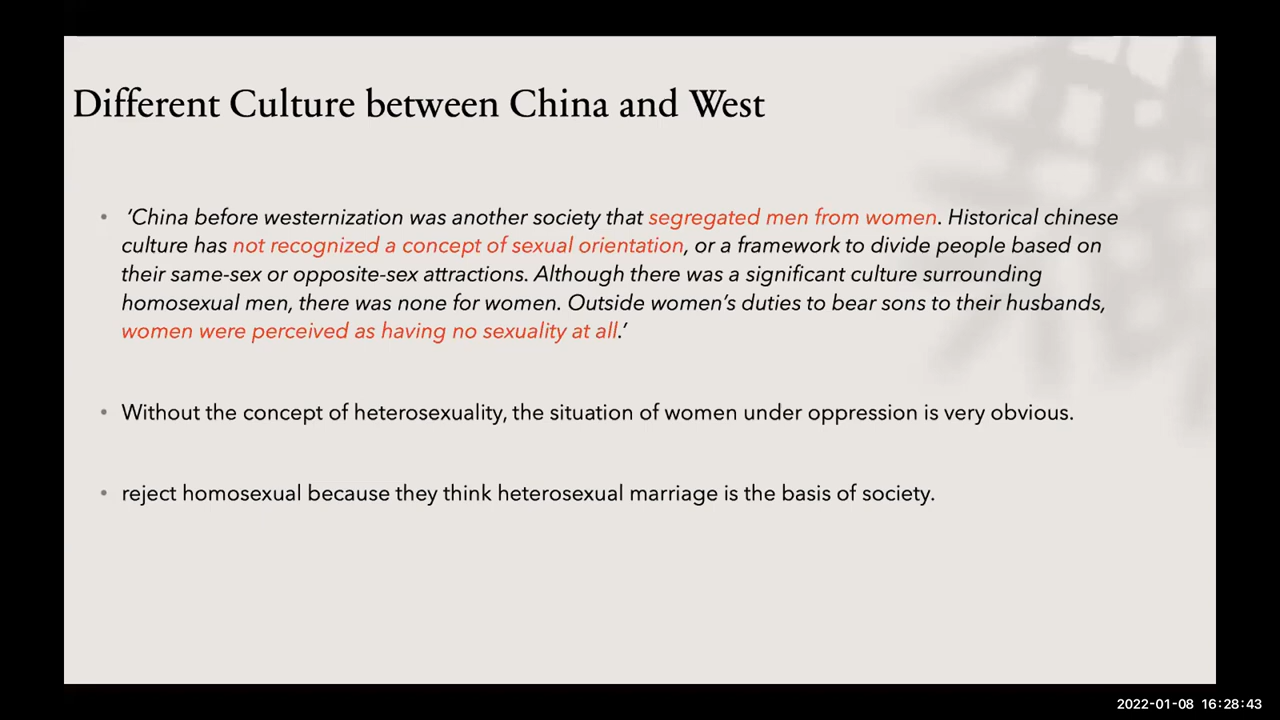 Different Culture between China and West
• ‘China before westernization was another society that segregated men from women. Historical chinese
culture has not recognized a concept of sexual orientation, or a framework to divide people based on
their same-sex or opposite-sex attractions. Although there was a significant culture surrounding
homosexual men, there was none for women. Outside women’s duties to bear sons to their husbands,
women were perceived as having no sexuality at all.’
• Without the concept of heterosexuality, the situation of women under oppression is very obvious.
• reject homosexual because they think heterosexual marriage is the basis of society.
2022-01-08 16:28:43